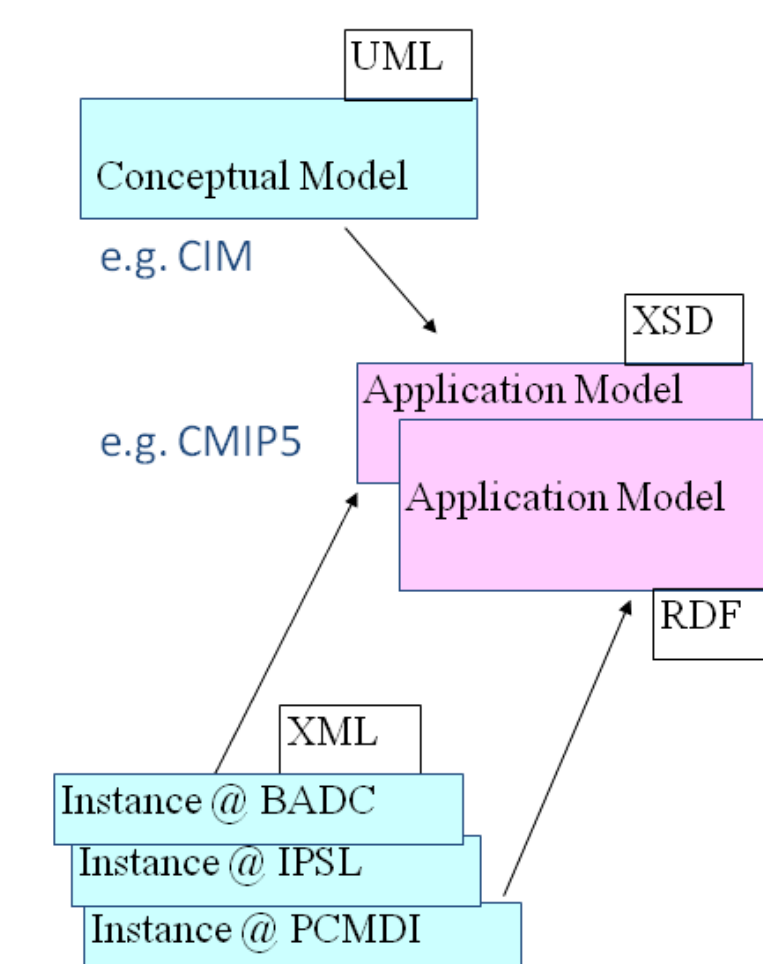 UML
Conceptual Model
e.g. CIM
XSD
Application Model
e.g. CMIP5
Application Model
RDF
XML
Instance @ BADC
Instance @ IPSL
Instance @ PCMDI